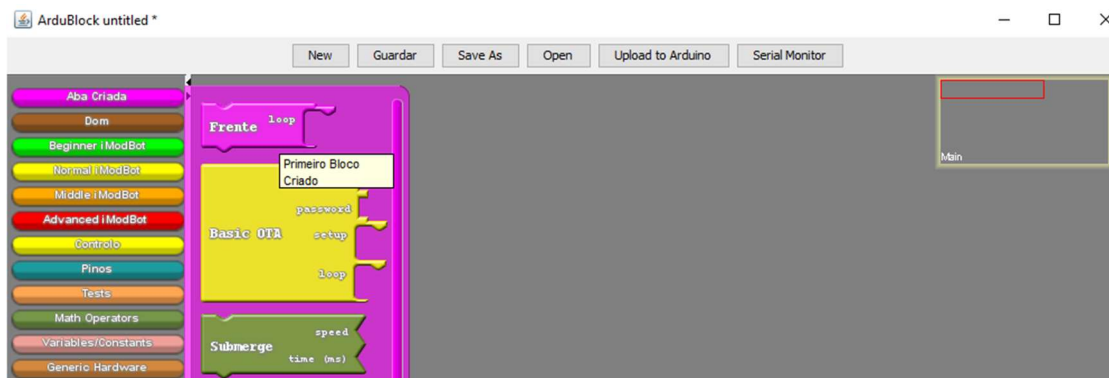 ArduBlock untitled *
New Guardar Save As Open Upload to Arduino Serial Monitor
Aba Criada
Dom
Beginner iModBot
Normal iModBot
Middle iModBot
Advanced iModBot
Controlo
Pinos
Tests
Math Operators
Variables/Constants
Generic Hardware
Frente loop
Primeiro Bloco
Criado
password
Basic OTA setup
loop
speed
Submerge
time (ms)
Main